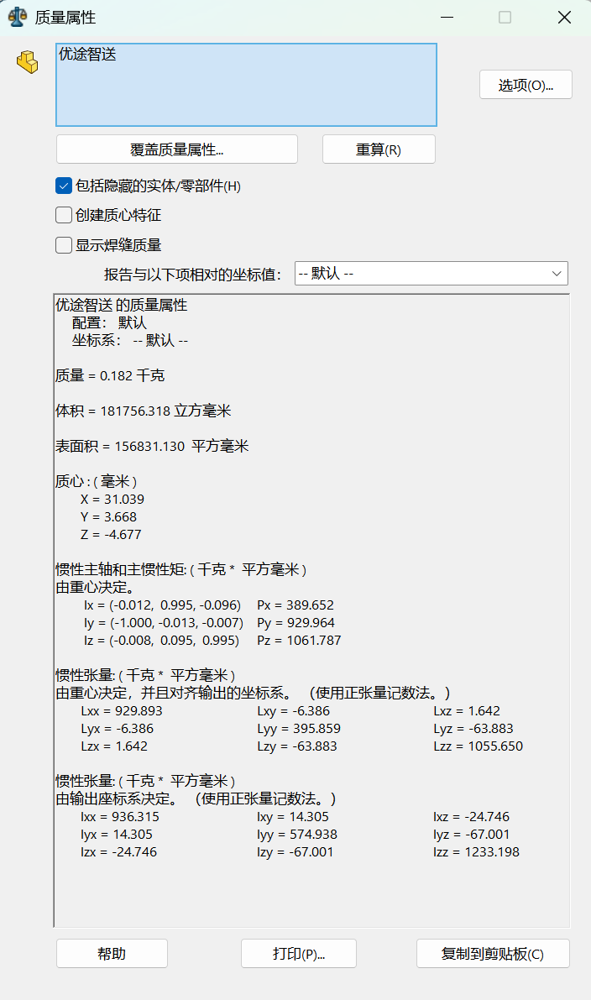 质量属性
优途智送
选项(O)...
覆盖质量属性...
重算(R)
包括隐藏的实体/零部件(H)
创建质心特征
显示焊缝质量
报告与以下项相对的坐标值： -- 默认 --
优途智送 的质量属性
配置： 默认
坐标系： -- 默认 --
质量 = 0.182 千克
体积 = 181756.318 立方毫米
表面积 = 156831.130 平方毫米
质心 : ( 毫米 )
X = 31.039
Y = 3.668
Z = -4.677
惯性主轴和主惯性矩: ( 千克 * 平方毫米 )
由重心决定。
Ix = (-0.012, 0.995, -0.096) Px = 389.652
Iy = (-1.000, -0.013, -0.007) Py = 929.964
Iz = (-0.008, 0.095, 0.995) Pz = 1061.787
惯性张量: ( 千克 * 平方毫米 )
由重心决定，并且对齐输出的坐标系。 （使用正张量记数法。）
Lxx = 929.893 Lxy = -6.386 Lxz = 1.642
Lyx = -6.386 Lyy = 395.859 Lyz = -63.883
Lzx = 1.642 Lzy = -63.883 Lzz = 1055.650
惯性张量: ( 千克 * 平方毫米 )
由输出座标系决定。 （使用正张量记数法。）
Ixx = 936.315 Ixy = 14.305 Ixz = -24.746
Iyx = 14.305 Iyy = 574.938 Iyz = -67.001
Izx = -24.746 Izy = -67.001 Izz = 1233.198
帮助
打印(P)...
复制到剪贴板(C)